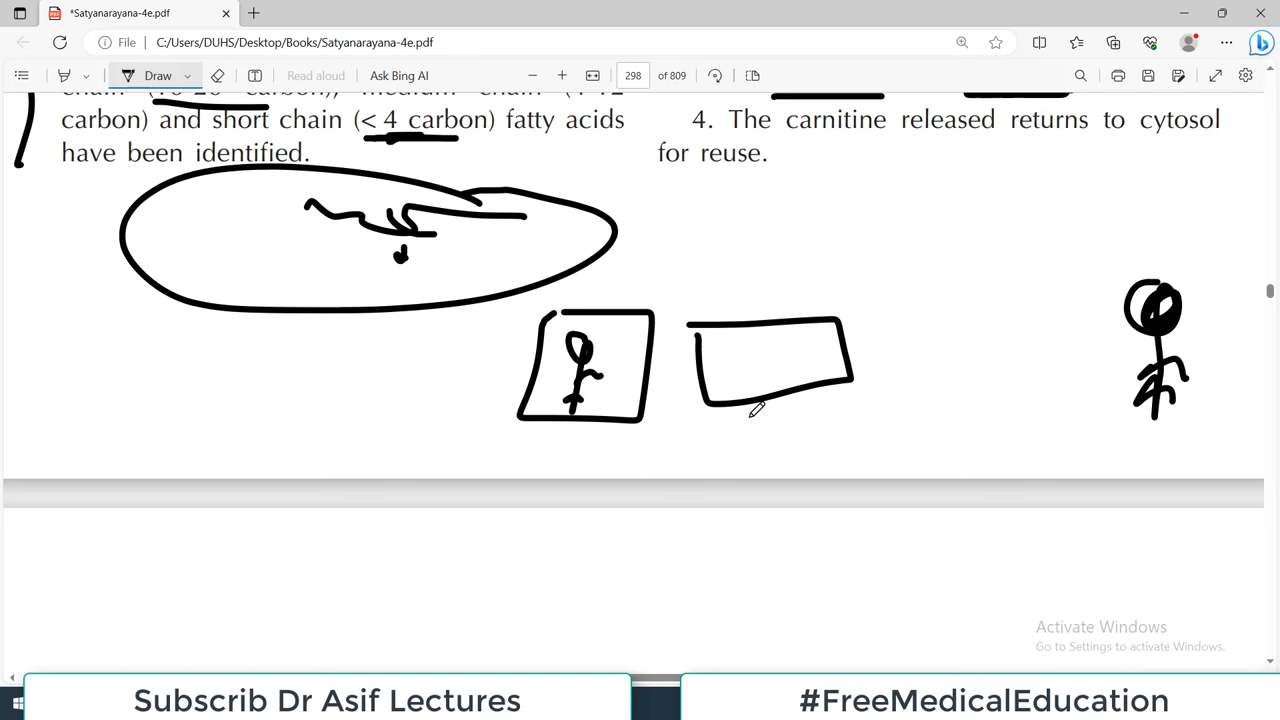 *Satyanarayana-4e.pdf
File C:/Users/DUHS/Desktop/Books/Satyanarayana-4e.pdf
Draw Read aloud Ask Bing AI 298 of 809
carbon) and short chain (< 4 carbon) fatty acids
have been identified.
4. The carnitine released returns to cytosol
for reuse.
Activate Windows
Go to Settings to activate Windows.
Subscrib Dr Asif Lectures
#FreeMedicalEducation